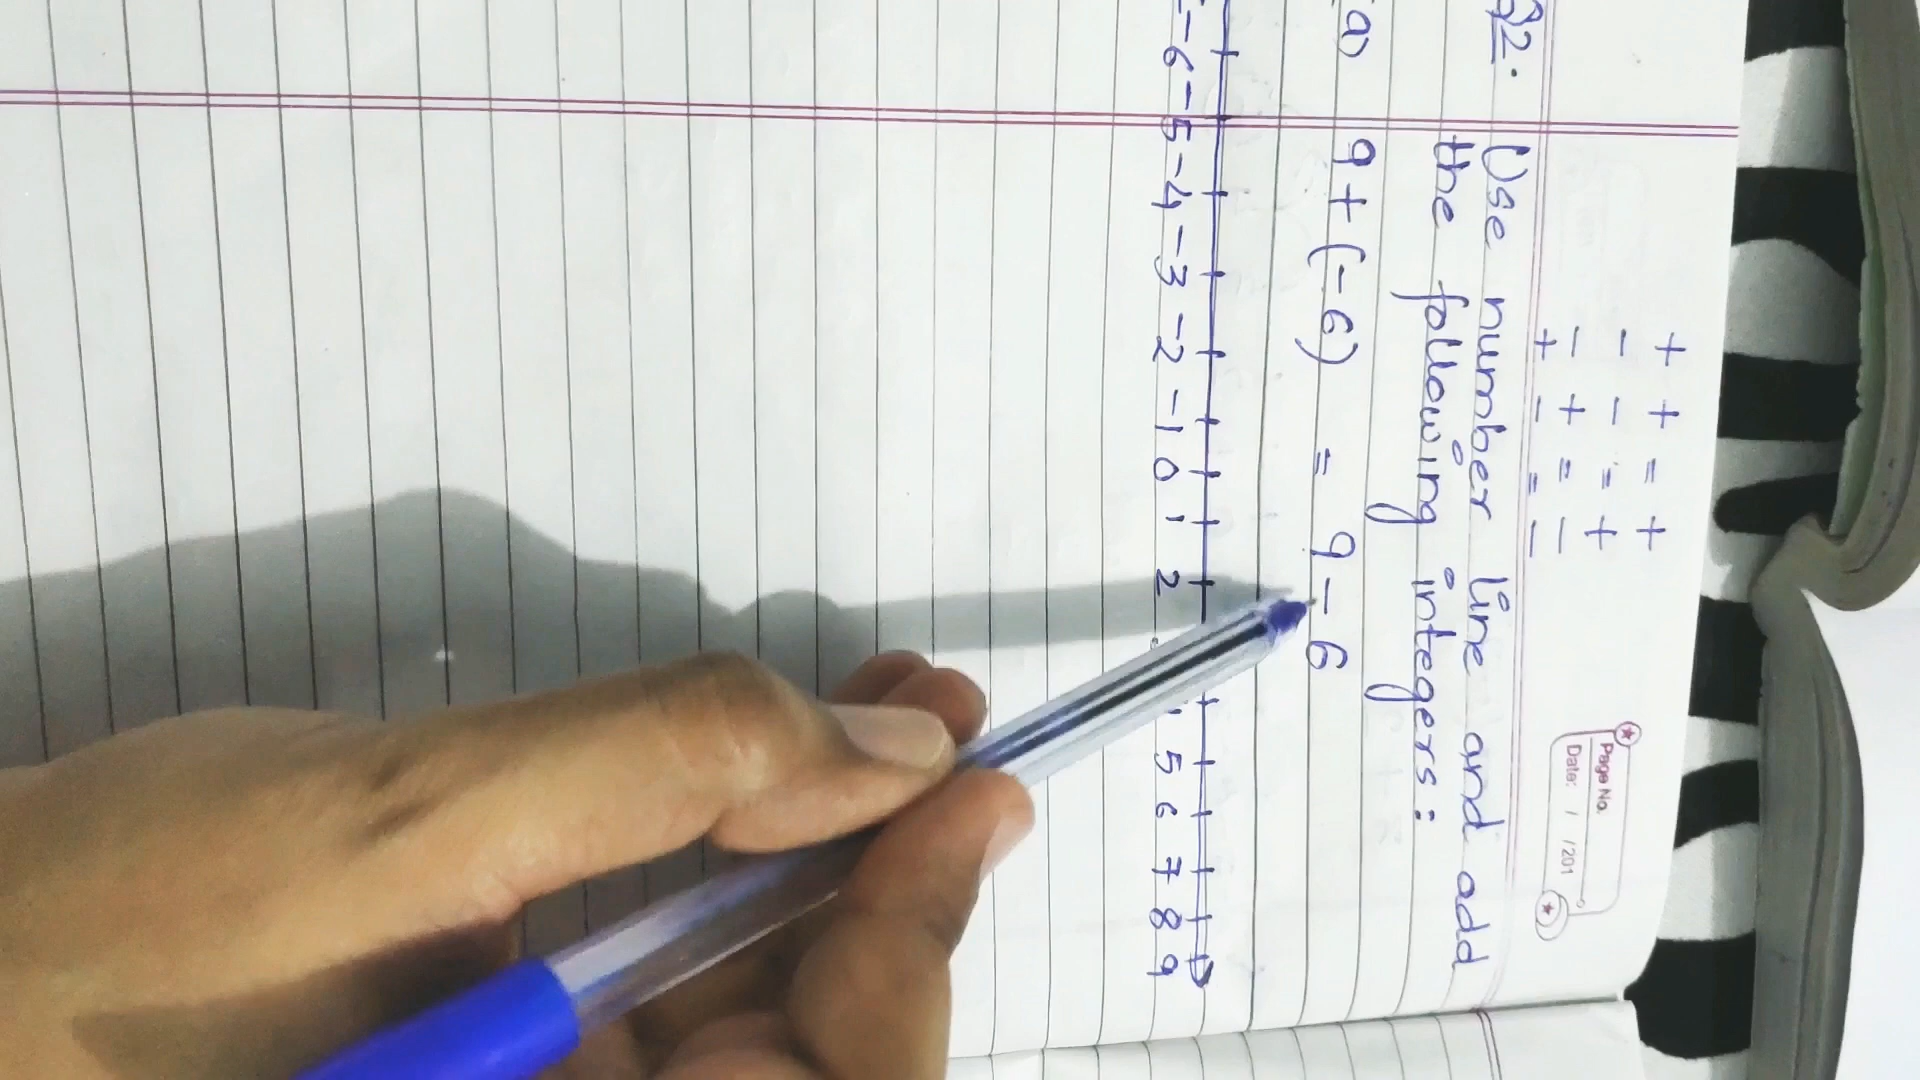 + + = +
- - = +
- + = -
+ - = -
Page No.
Date: / /201
Q2. Use number line and add
the following integers:
(a) 9 + (-6) = 9 - 6
-6 -5 -4 -3 -2 -1 0 1 2 5 6 7 8 9